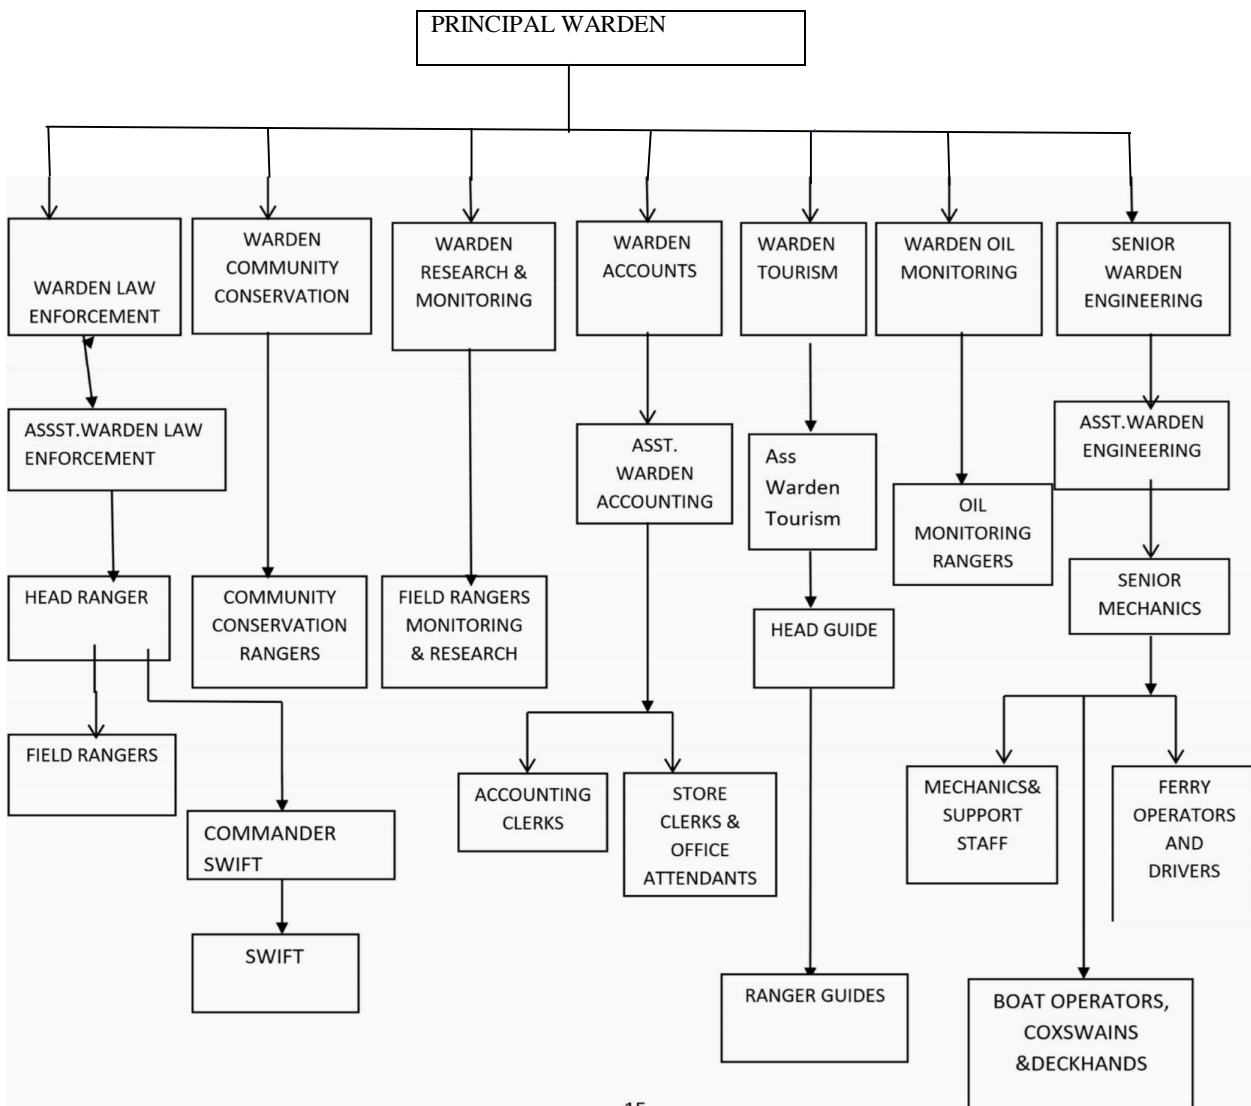 PRINCIPAL WARDEN
WARDEN LAW
ENFORCEMENT
WARDEN
COMMUNITY
CONSERVATION
WARDEN
RESEARCH &
MONITORING
WARDEN
ACCOUNTS
WARDEN
TOURISM
WARDEN OIL
MONITORING
SENIOR
WARDEN
ENGINEERING
ASSST.WARDEN LAW
ENFORCEMENT
ASST.
WARDEN
ACCOUNTING
Ass
Warden
Tourism
OIL
MONITORING
RANGERS
ASST.WARDEN
ENGINEERING
HEAD RANGER
COMMUNITY
CONSERVATION
RANGERS
FIELD RANGERS
MONITORING
& RESEARCH
HEAD GUIDE
SENIOR
MECHANICS
FIELD RANGERS
COMMANDER
SWIFT
ACCOUNTING
CLERKS
STORE
CLERKS &
OFFICE
ATTENDANTS
MECHANICS&
SUPPORT
STAFF
FERRY
OPERATORS
AND
DRIVERS
SWIFT
RANGER GUIDES
BOAT OPERATORS,
COXSWAINS
&DECKHANDS